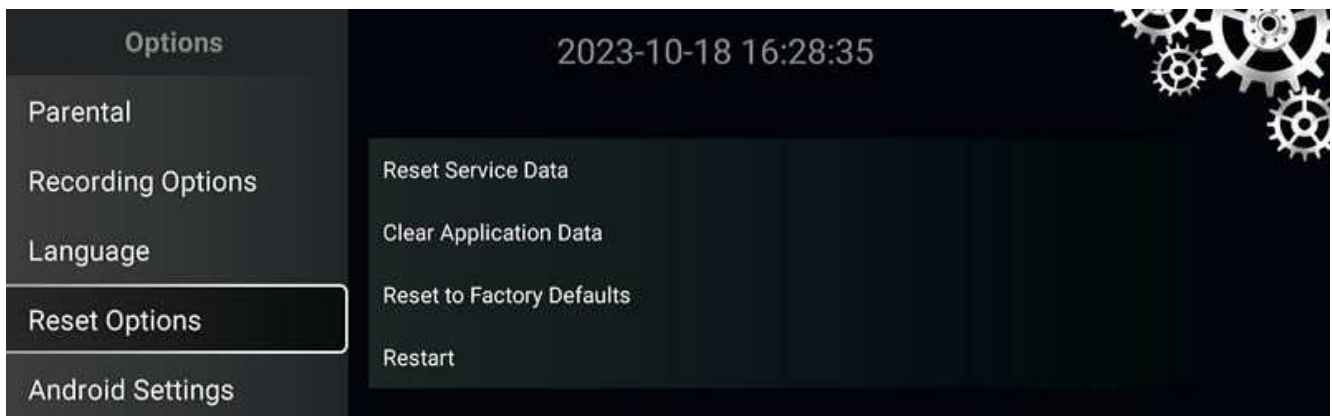 Options
Parental
Recording Options
Language
Reset Options
Android Settings
2023-10-18 16:28:35
Reset Service Data
Clear Application Data
Reset to Factory Defaults
Restart